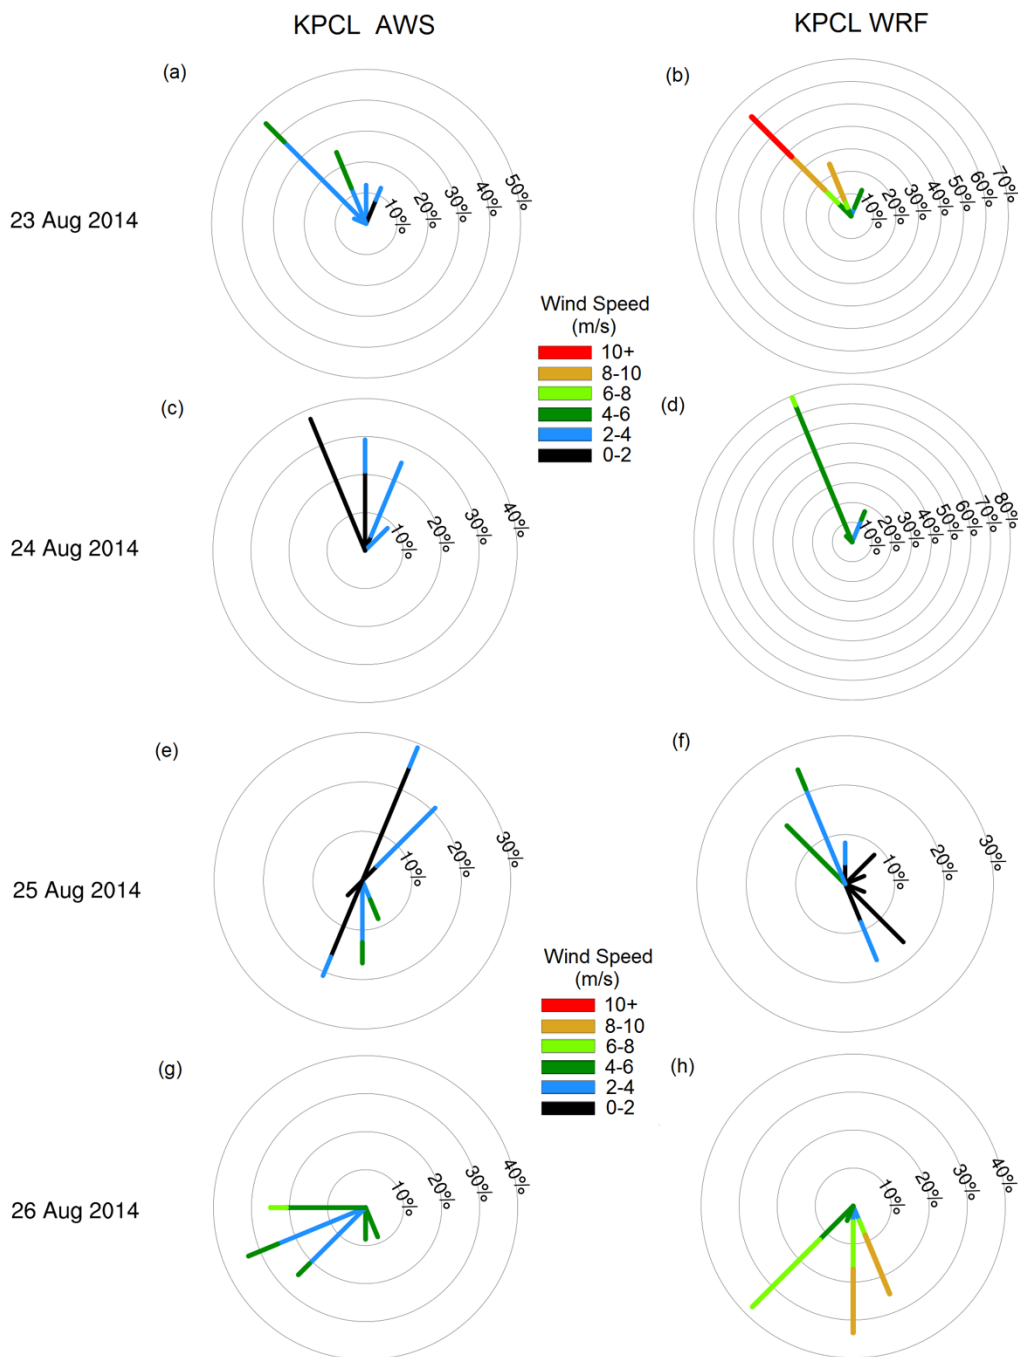 KPCL AWS
KPCL WRF
(a)
(b)
10%
20%
30%
40%
50%
10%
20%
30%
40%
50%
60%
70%
23 Aug 2014
Wind Speed
(m/s)
10+
8-10
6-8
4-6
2-4
0-2
(c)
(d)
10%
20%
30%
40%
10%
20%
30%
40%
50%
60%
70%
80%
24 Aug 2014
(e)
(f)
10%
20%
30%
10%
20%
30%
25 Aug 2014
Wind Speed
(m/s)
10+
8-10
6-8
4-6
2-4
0-2
(g)
(h)
10%
20%
30%
40%
10%
20%
30%
40%
26 Aug 2014